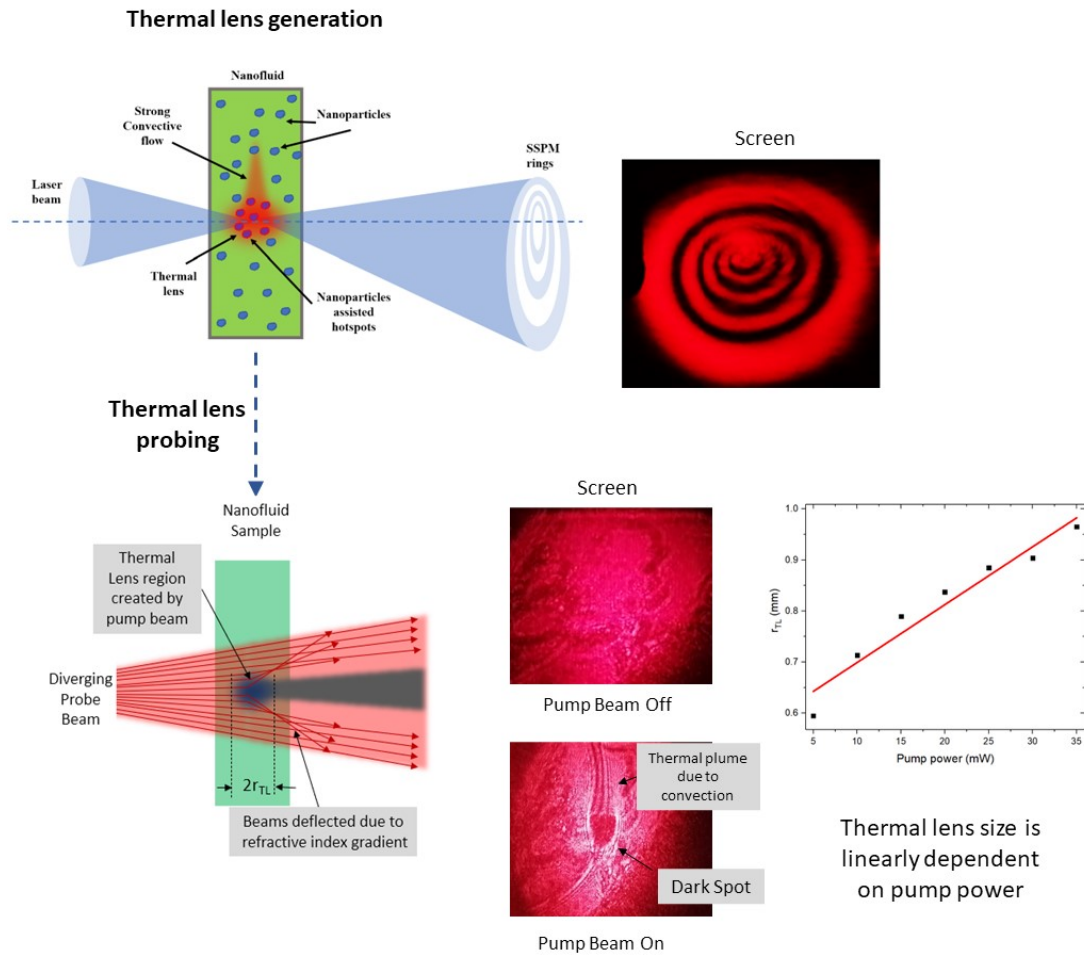 Thermal lens generation
Nanofluid
Strong
Convective
flow
Nanoparticles
Laser
beam
SSPM
rings
Thermal
lens
Nanoparticles
assisted
hotspots
Screen
Thermal lens
probing
Nanofluid
Sample
Thermal
Lens region
created by
pump beam
Diverging
Probe
Beam
2rTL
Beams deflected due to
refractive index gradient
Screen
Pump Beam Off
Thermal plume
due to
convection
Dark Spot
Pump Beam On
1.0
0.9
0.8
0.7
0.6
rTL (mm)
5 10 15 20 25 30 35
Pump power (mW)
Thermal lens size is
linearly dependent
on pump power